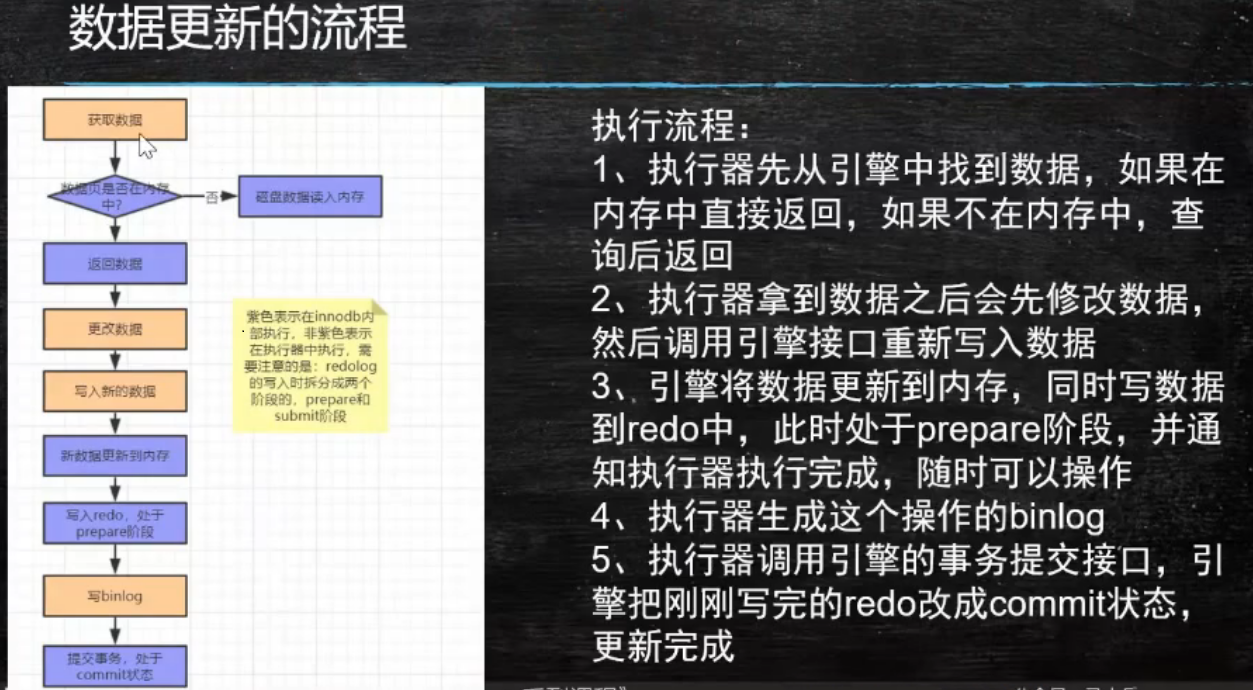 数据更新的流程
获取数据
数据页是否在内存
中?
否
磁盘数据读入内存
返回数据
更改数据
写入新的数据
新数据更新到内存
写入redo，处于
prepare阶段
写binlog
提交事务，处于
commit状态
紫色表示在innodb内
部执行，非紫色表示
在执行器中执行，需
要注意的是：redolog
的写入时拆分成两个
阶段的，prepare和
submit阶段
执行流程：
1、执行器先从引擎中找到数据，如果在
内存中直接返回，如果不在内存中，查
询后返回
2、执行器拿到数据之后会先修改数据，
然后调用引擎接口重新写入数据
3、引擎将数据更新到内存，同时写数据
到redo中，此时处于prepare阶段，并通
知执行器执行完成，随时可以操作
4、执行器生成这个操作的binlog
5、执行器调用引擎的事务提交接口，引
擎把刚刚写完的redo改成commit状态，
更新完成